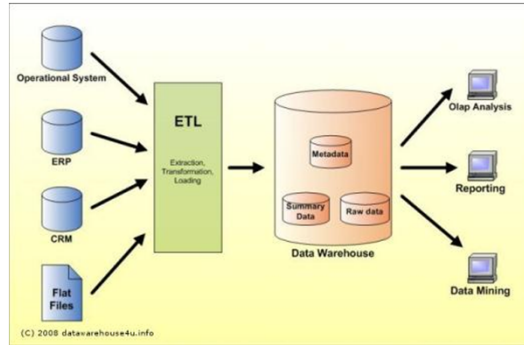 Operational System
ERP
CRM
Flat
Files
ETL
Extraction,
Transformation,
Loading
Metadata
Summary
Data
Raw data
Data Warehouse
Olap Analysis
Reporting
Data Mining
(C) 2008 datawarehouse4u.info